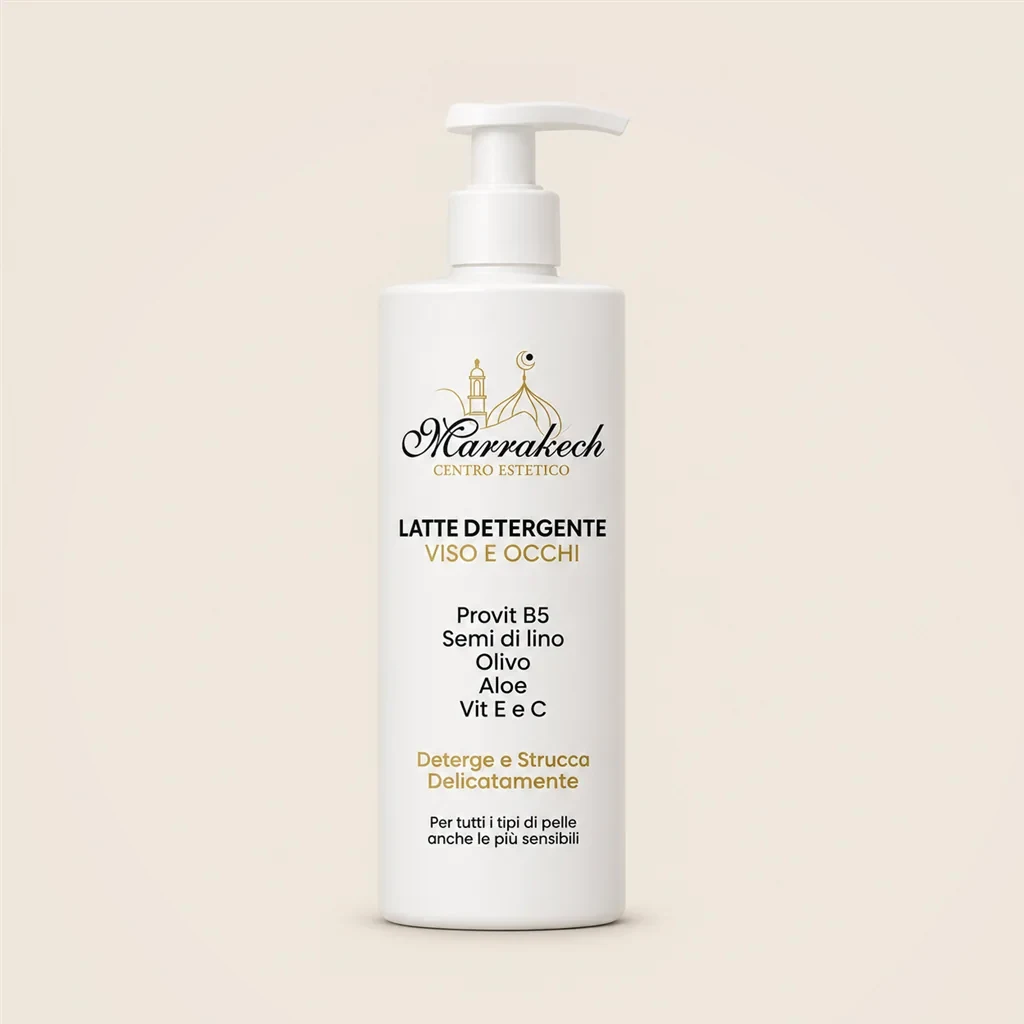 Marrakech
CENTRO ESTETICO
LATTE DETERGENTE
VISO E OCCHI
Provit B5
Semi di lino
Olivo
Aloe
Vit E e C
Deterge e Strucca
Delicatamente
Per tutti i tipi di pelle
anche le più sensibili